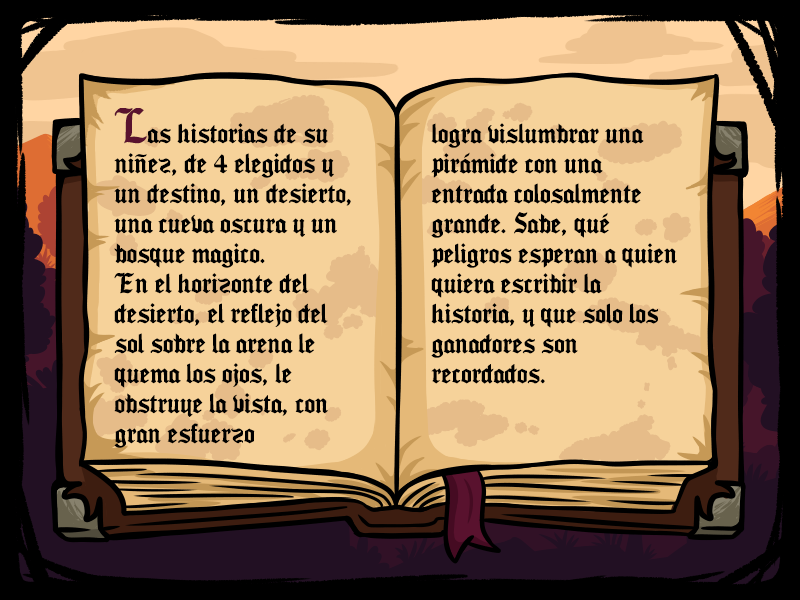 Las historias de su
niñez, de 4 elegidos y
un destino, un desierto,
una cueva oscura y un
bosque magico.
En el horizonte del
desierto, el reflejo del
sol sobre la arena le
quema los ojos, le
obstruye la vista, con
gran esfuerzo
logra vislumbrar una
pirámide con una
entrada colosalmente
grande. Sabe, qué
peligros esperan a quien
quiera escribir la
historia, y que solo los
ganadores son
recordados.